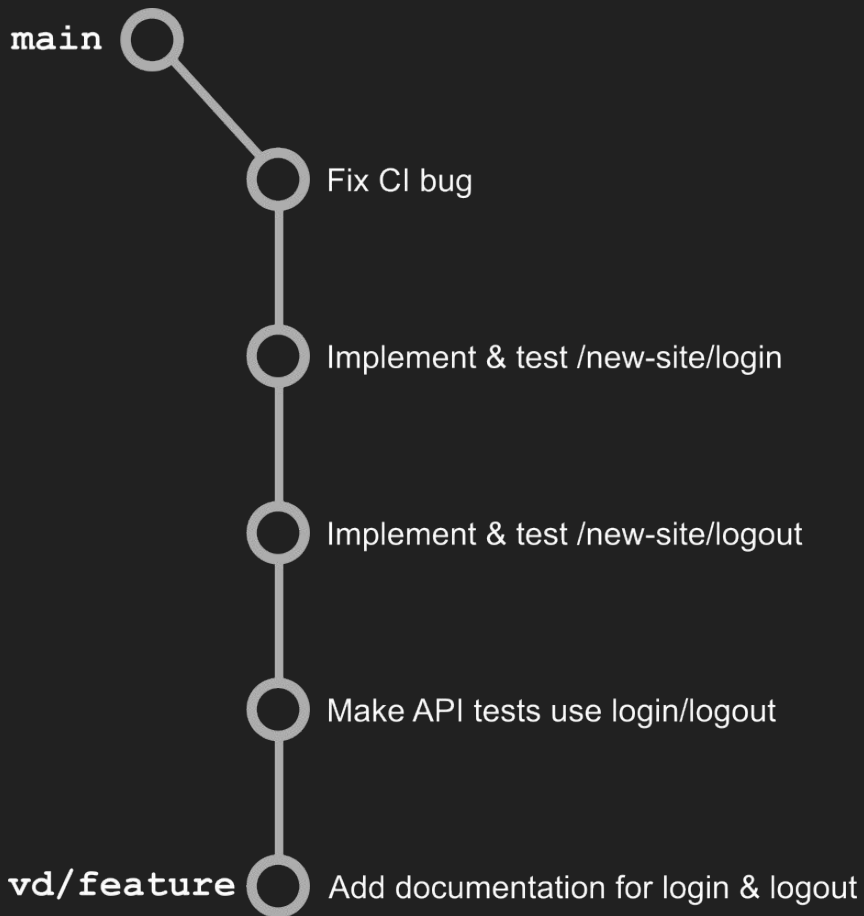 main
Fix CI bug
Implement & test /new-site/login
Implement & test /new-site/logout
Make API tests use login/logout
vd/feature
Add documentation for login & logout